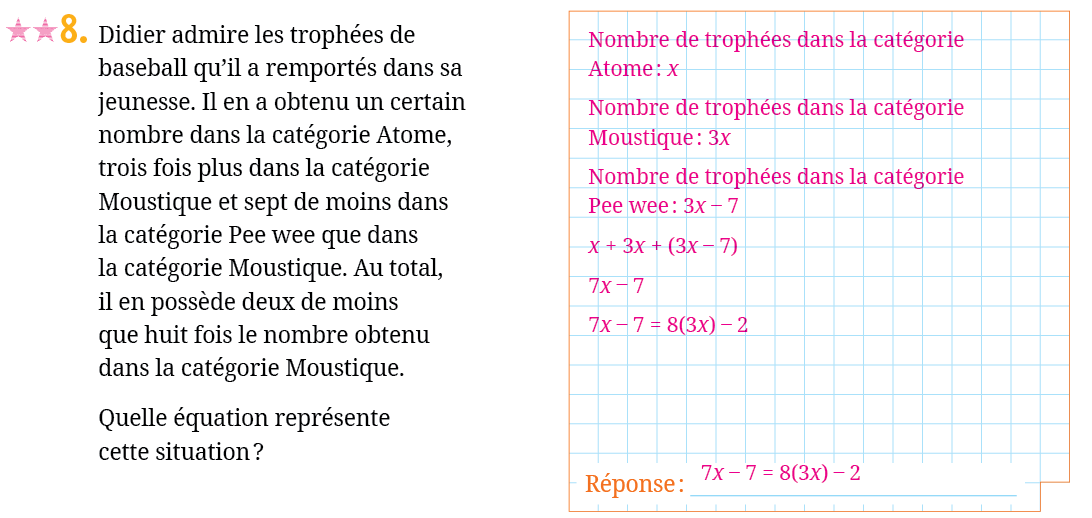 8. Didier admire les trophées de
baseball qu’il a remportés dans sa
jeunesse. Il en a obtenu un certain
nombre dans la catégorie Atome,
trois fois plus dans la catégorie
Moustique et sept de moins dans
la catégorie Pee wee que dans
la catégorie Moustique. Au total,
il en possède deux de moins
que huit fois le nombre obtenu
dans la catégorie Moustique.
Quelle équation représente
cette situation ?
Nombre de trophées dans la catégorie
Atome : x
Nombre de trophées dans la catégorie
Moustique : 3x
Nombre de trophées dans la catégorie
Pee wee : 3x – 7
x + 3x + (3x – 7)
7x – 7
7x – 7 = 8(3x) – 2
Réponse : 7x – 7 = 8(3x) – 2